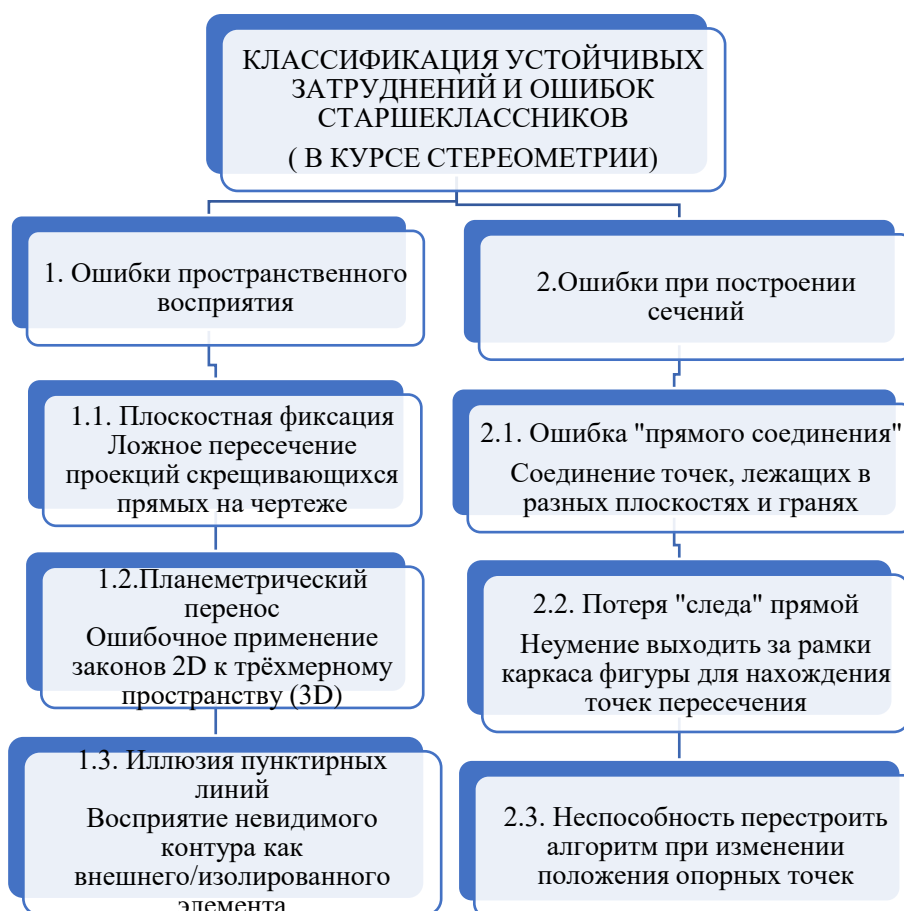 КЛАССИФИКАЦИЯ УСТОЙЧИВЫХ
ЗАТРУДНЕНИЙ И ОШИБОК
СТАРШЕКЛАССНИКОВ
( В КУРСЕ СТЕРЕОМЕТРИИ)
1. Ошибки пространственного
восприятия
1.1. Плоскостная фиксация
Ложное пересечение
проекций скрещивающихся
прямых на чертеже
1.2.Планеметрический
перенос
Ошибочное применение
законов 2D к трёхмерному
пространству (3D)
1.3. Иллюзия пунктирных
линий
Восприятие невидимого
контура как
внешнего/изолированного
элемента
2.Ошибки при построении
сечений
2.1. Ошибка "прямого соединения"
Соединение точек, лежащих в
разных плоскостях и гранях
2.2. Потеря "следа" прямой
Неумение выходить за рамки
каркаса фигуры для нахождения
точек пересечения
2.3. Неспособность перестроить
алгоритм при изменении
положения опорных точек